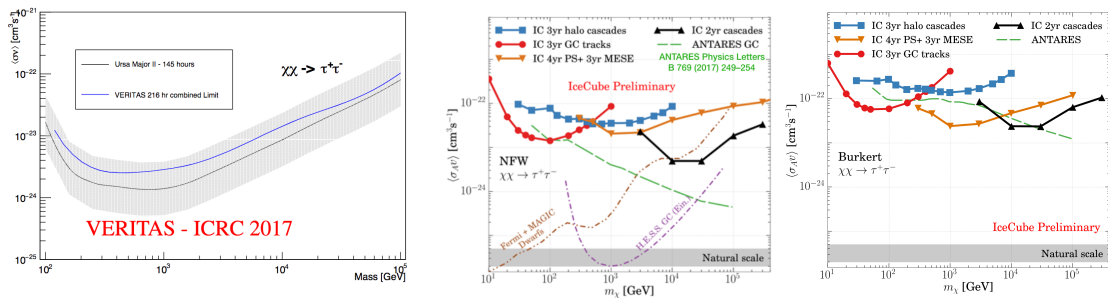 10⁻²¹
10⁻²²
10⁻²³
10⁻²⁴
10⁻²⁵
⟨σv⟩ [cm³s⁻¹]
Ursa Major II - 145 hours
VERITAS 216 hr combined Limit
χχ -> τ⁺τ⁻
VERITAS - ICRC 2017
10² 10³ 10⁴ 10⁵
Mass [GeV]
IC 3yr halo cascades
IC 3yr GC tracks
IC 4yr PS+ 3yr MESE
IC 2yr cascades
ANTARES GC
ANTARES Physics Letters
B 769 (2017) 249-254
IceCube Preliminary
10⁻²²
10⁻²³
10⁻²⁴
⟨σ_A v⟩ [cm³s⁻¹]
NFW
χχ → τ⁺τ⁻
Fermi + MAGIC
Dwarfs
H.E.S.S. GC (Ein.)
Natural scale
10¹ 10² 10³ 10⁴ 10⁵
m_χ [GeV]
IC 3yr halo cascades
IC 4yr PS+ 3yr MESE
IC 3yr GC tracks
IC 2yr cascades
ANTARES
10⁻²²
10⁻²³
10⁻²⁴
⟨σ_A v⟩ [cm³s⁻¹]
Burkert
χχ → τ⁺τ⁻
IceCube Preliminary
Natural scale
10¹ 10² 10³ 10⁴ 10⁵
m_χ [GeV]